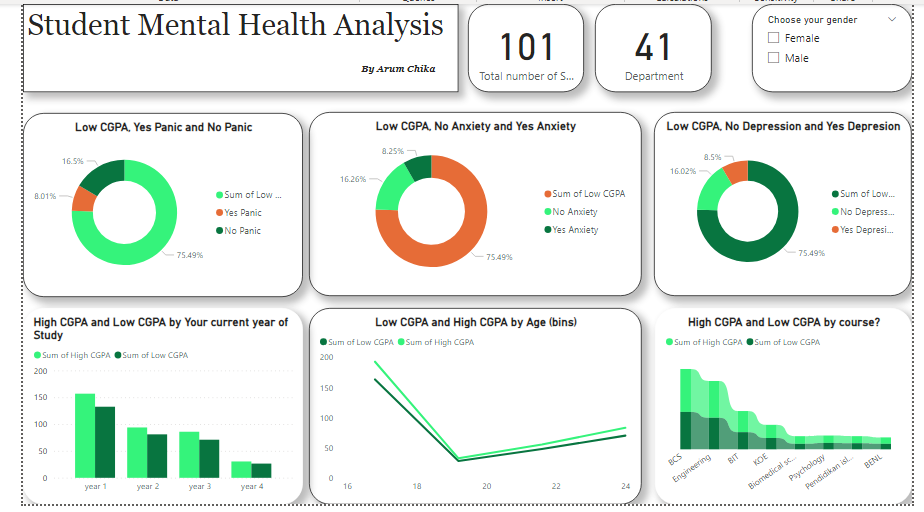 Student Mental Health Analysis
By Arum Chika
101
Total number of S...
41
Department
Choose your gender
Female
Male
Low CGPA, Yes Panic and No Panic
16.5%
8.01%
75.49%
Sum of Low ...
Yes Panic
No Panic
Low CGPA, No Anxiety and Yes Anxiety
8.25%
16.26%
75.49%
Sum of Low CGPA
No Anxiety
Yes Anxiety
Low CGPA, No Depression and Yes Depresion
8.5%
16.02%
75.49%
Sum of Low...
No Depress...
Yes Depresi...
High CGPA and Low CGPA by Your current year of
Study
Sum of High CGPA Sum of Low CGPA
200
150
100
50
0
year 1 year 2 year 3 year 4
Low CGPA and High CGPA by Age (bins)
Sum of Low CGPA Sum of High CGPA
200
150
100
50
0
16 18 20 22 24
High CGPA and Low CGPA by course?
Sum of High CGPA Sum of Low CGPA
BCS
Engineering
BIT
KOE
Biomedical sc...
Psychology
Pendidikan isl...
BENL